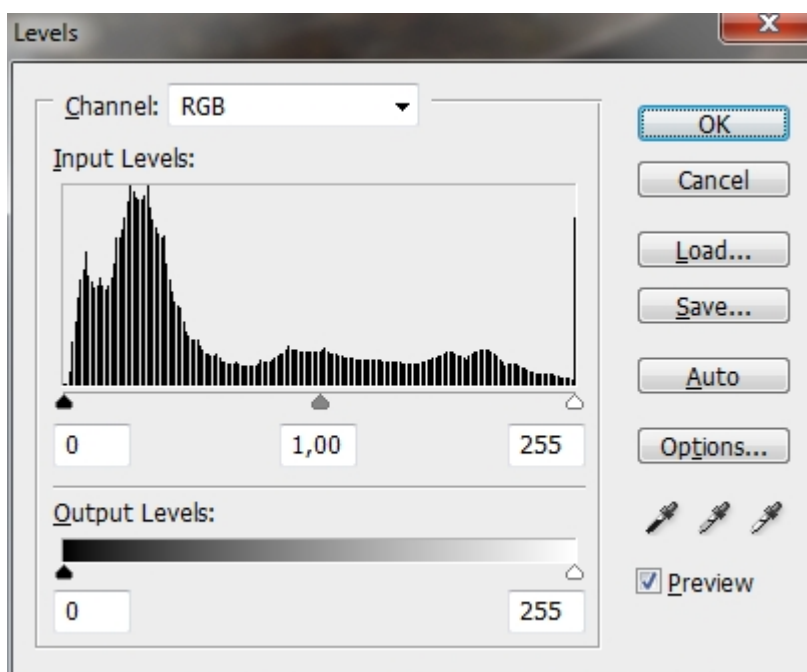 Levels
Channel: RGB
Input Levels:
0 1,00 255
Output Levels:
0 255
OK
Cancel
Load...
Save...
Auto
Options...
Preview